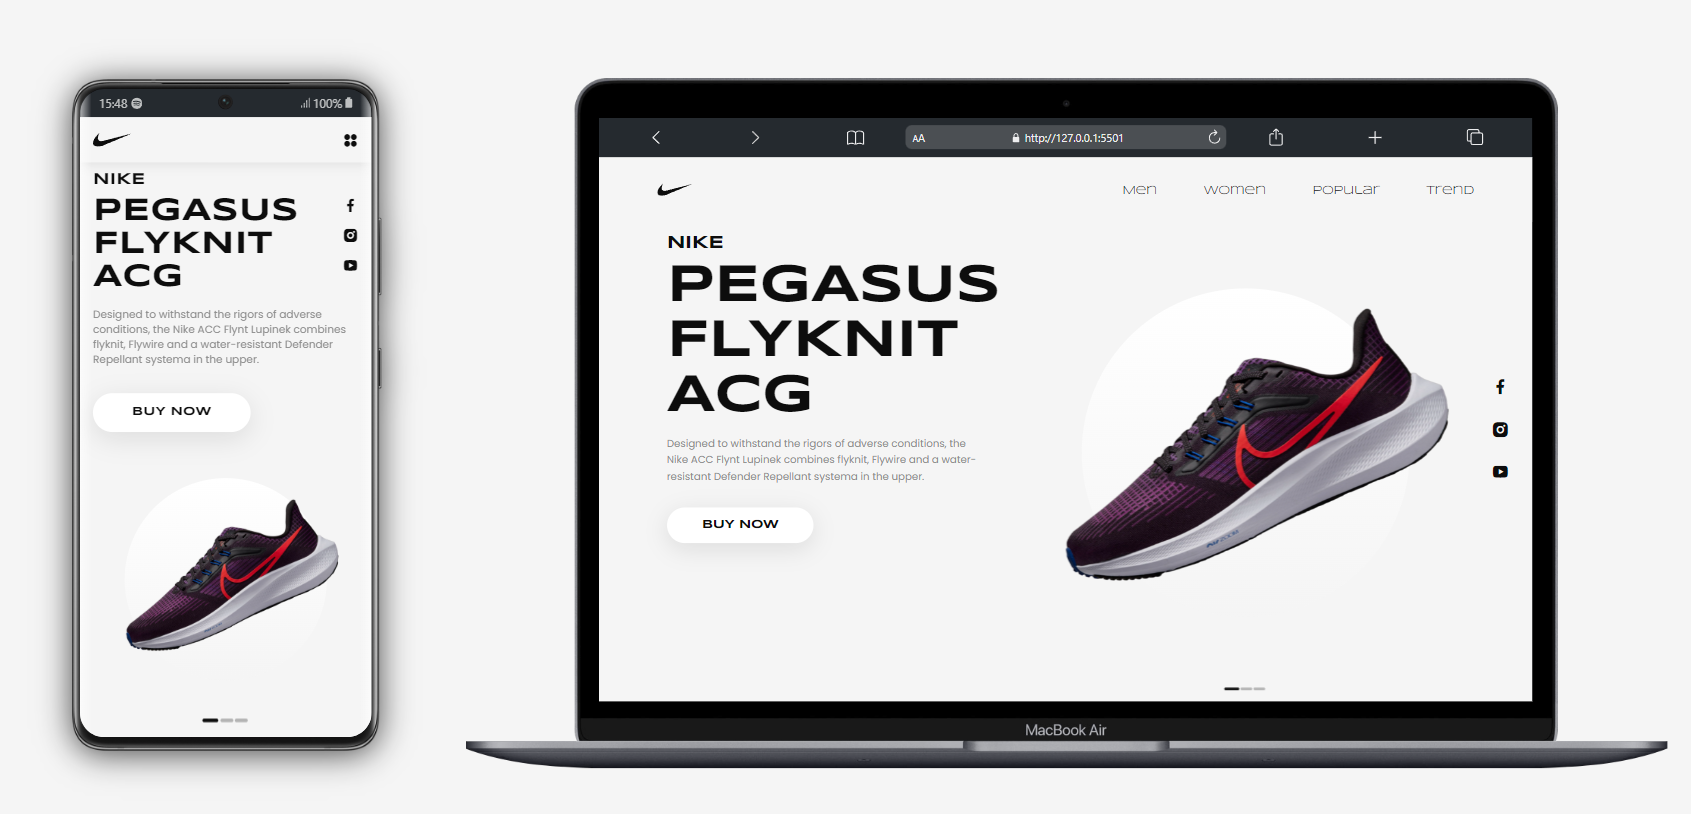 15:48
100%
NIKE
PEGASUS
FLYKNIT
ACG
Designed to withstand the rigors of adverse
conditions, the Nike ACC Flynt Lupinek combines
flyknit, Flywire and a water-resistant Defender
Repellant systema in the upper.
BUY NOW
AA
http://127.0.0.1:5501
Men
Women
Popular
Trend
NIKE
PEGASUS
FLYKNIT
ACG
Designed to withstand the rigors of adverse conditions, the
Nike ACC Flynt Lupinek combines flyknit, Flywire and a water-
resistant Defender Repellant systema in the upper.
BUY NOW
MacBook Air